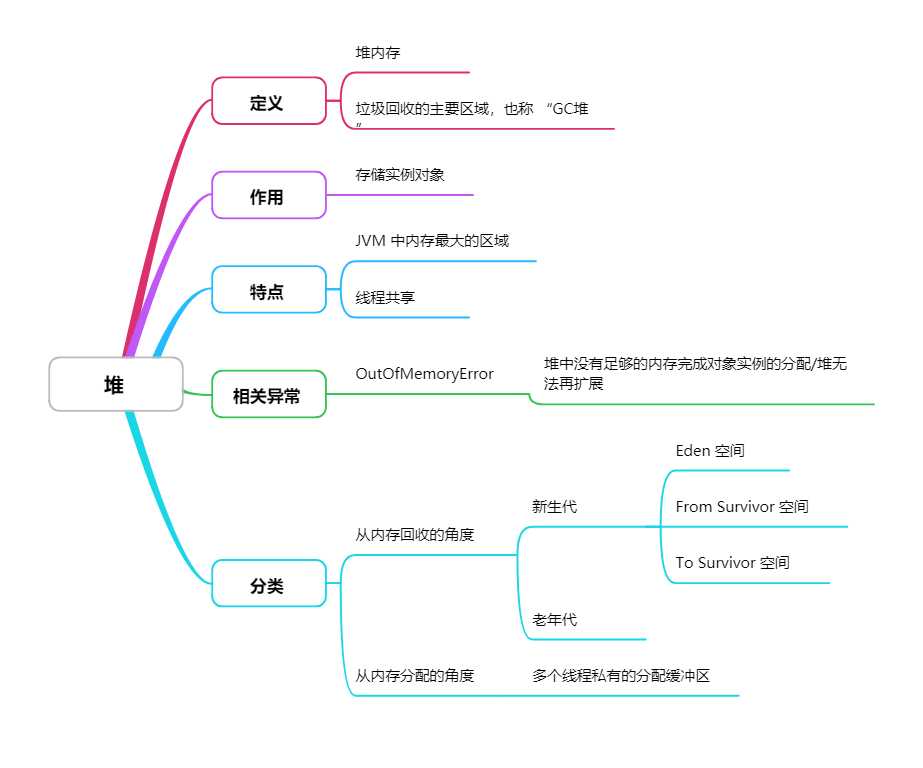 堆
定义
堆内存
垃圾回收的主要区域，也称 “GC堆
”
作用
存储实例对象
特点
JVM 中内存最大的区域
线程共享
相关异常
OutOfMemoryError
堆中没有足够的内存完成对象实例的分配/堆无
法再扩展
分类
从内存回收的角度
新生代
Eden 空间
From Survivor 空间
To Survivor 空间
老年代
从内存分配的角度
多个线程私有的分配缓冲区